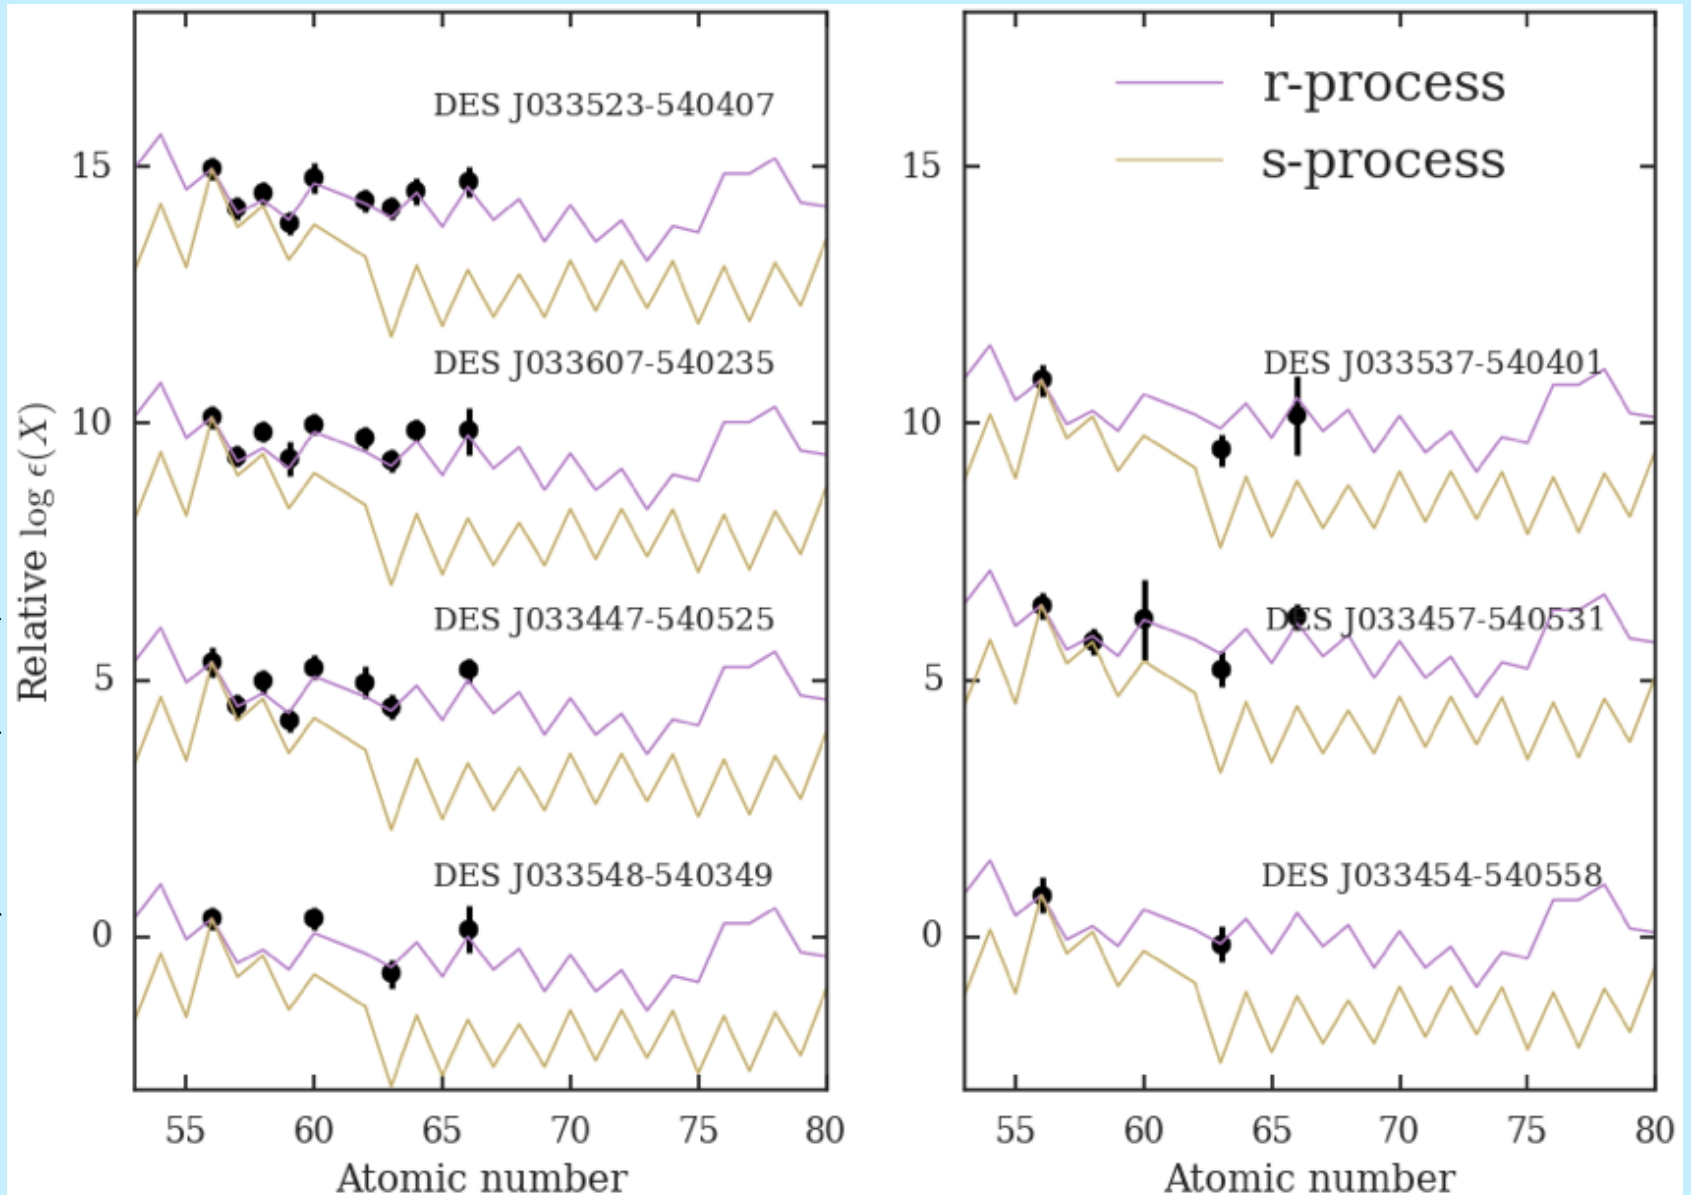 DES J033523-540407
15
DES J033607-540235
10
DES J033447-540525
5
DES J033548-540349
0
Relative log ϵ(X)
55 60 65 70 75 80
Atomic number
r-process
s-process
15
DES J033537-540401
10
DES J033457-540531
5
DES J033454-540558
0
55 60 65 70 75 80
Atomic number